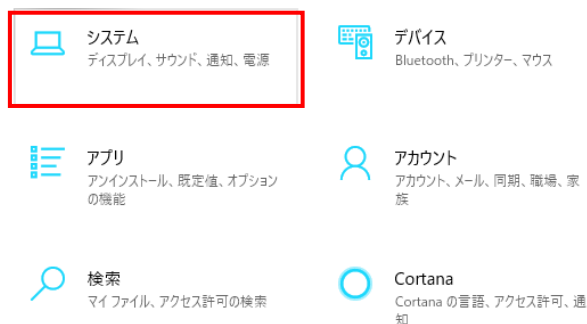 システム
ディスプレイ、サウンド、通知、電源
デバイス
Bluetooth、プリンター、マウス
アプリ
アンインストール、既定値、オプション
の機能
アカウント
アカウント、メール、同期、職場、家
族
検索
マイ ファイル、アクセス許可の検索
Cortana
Cortana の言語、アクセス許可、通
知